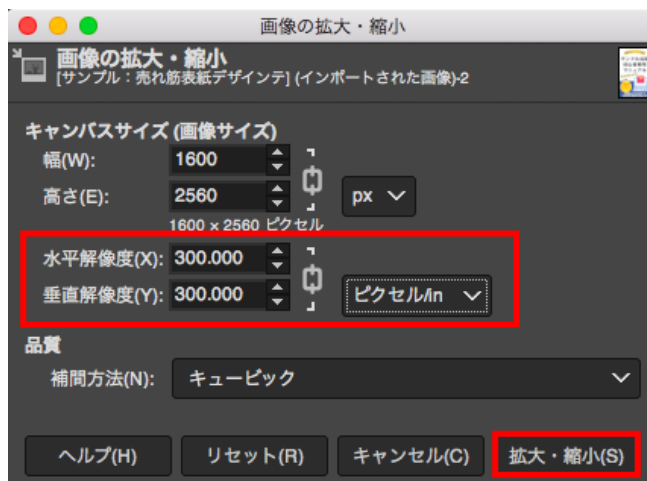 画像の拡大・縮小
画像の拡大・縮小
[サンプル：売れ筋表紙デザインテ] (インポートされた画像)-2
キャンバスサイズ (画像サイズ)
幅(W): 1600
高さ(E): 2560 px
1600 × 2560 ピクセル
水平解像度(X): 300.000
垂直解像度(Y): 300.000 ピクセル/in
品質
補間方法(N): キュービック
ヘルプ(H) リセット(R) キャンセル(C) 拡大・縮小(S)